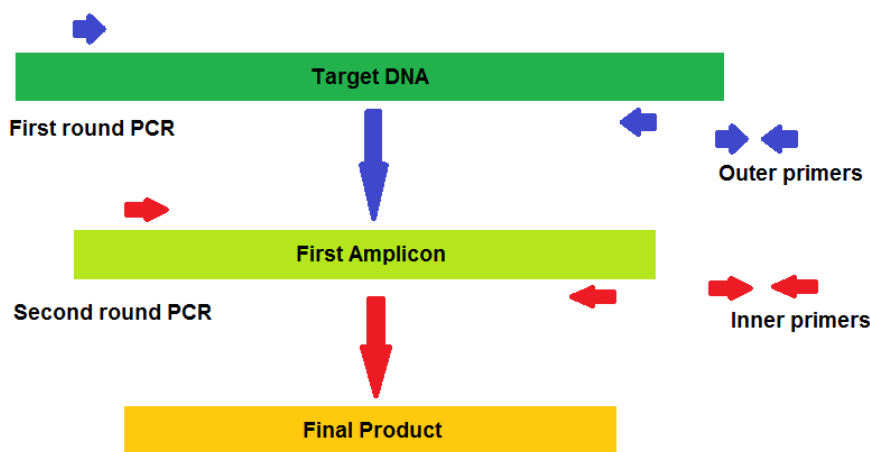 Target DNA
First round PCR
Outer primers
First Amplicon
Second round PCR
Inner primers
Final Product